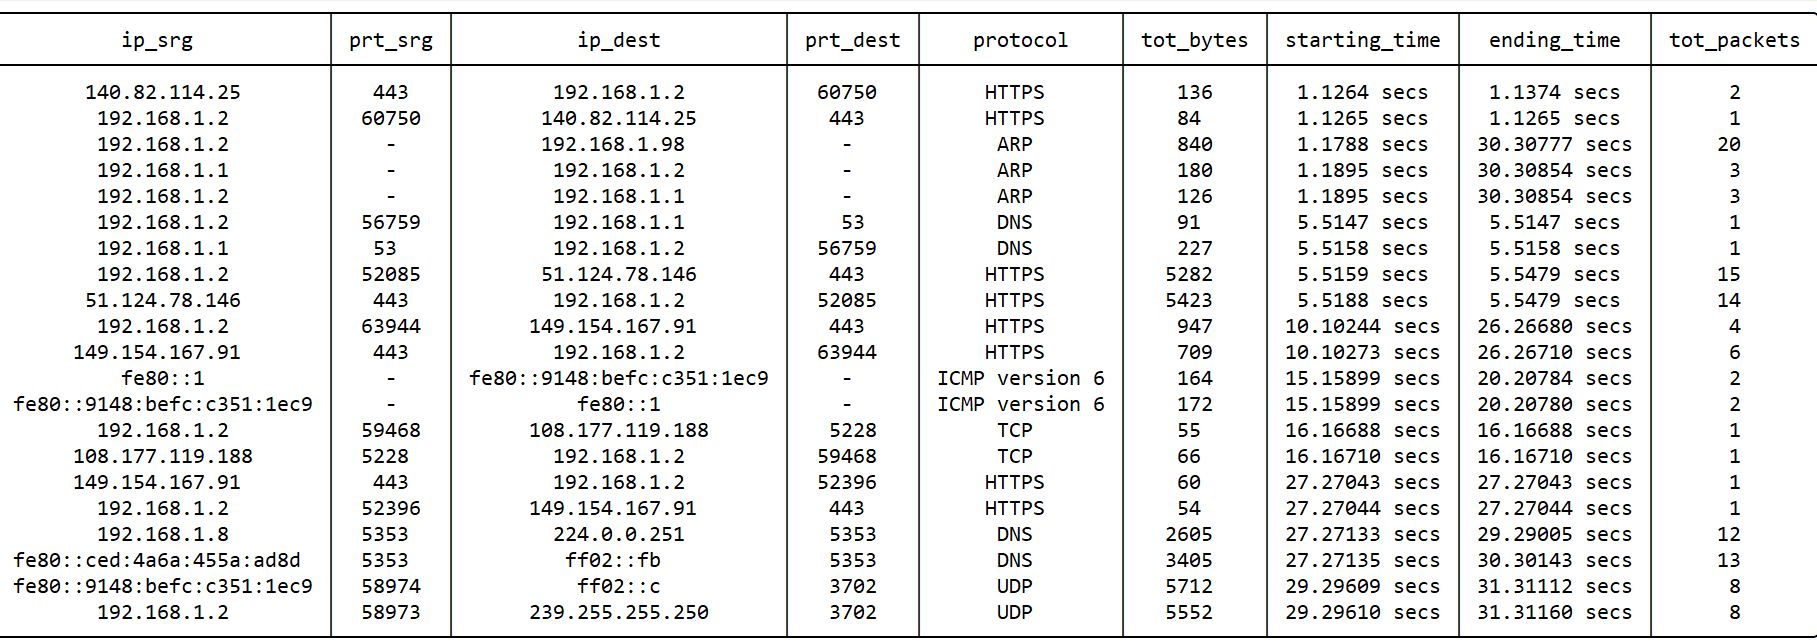 ip_srg prt_srg ip_dest prt_dest protocol tot_bytes starting_time ending_time tot_packets
140.82.114.25 443 192.168.1.2 60750 HTTPS 136 1.1264 secs 1.1374 secs 2
192.168.1.2 60750 140.82.114.25 443 HTTPS 84 1.1265 secs 1.1265 secs 1
192.168.1.2 - 192.168.1.98 - ARP 840 1.1788 secs 30.30777 secs 20
192.168.1.1 - 192.168.1.2 - ARP 180 1.1895 secs 30.30854 secs 3
192.168.1.2 - 192.168.1.1 - ARP 126 1.1895 secs 30.30854 secs 3
192.168.1.2 56759 192.168.1.1 53 DNS 91 5.5147 secs 5.5147 secs 1
192.168.1.1 53 192.168.1.2 56759 DNS 227 5.5158 secs 5.5158 secs 1
192.168.1.2 52085 51.124.78.146 443 HTTPS 5282 5.5159 secs 5.5479 secs 15
51.124.78.146 443 192.168.1.2 52085 HTTPS 5423 5.5188 secs 5.5479 secs 14
192.168.1.2 63944 149.154.167.91 443 HTTPS 947 10.10244 secs 26.26680 secs 4
149.154.167.91 443 192.168.1.2 63944 HTTPS 709 10.10273 secs 26.26710 secs 6
fe80::1 - fe80::9148:befc:c351:1ec9 - ICMP version 6 164 15.15899 secs 20.20784 secs 2
fe80::9148:befc:c351:1ec9 - fe80::1 - ICMP version 6 172 15.15899 secs 20.20780 secs 2
192.168.1.2 59468 108.177.119.188 5228 TCP 55 16.16688 secs 16.16688 secs 1
108.177.119.188 5228 192.168.1.2 59468 TCP 66 16.16710 secs 16.16710 secs 1
149.154.167.91 443 192.168.1.2 52396 HTTPS 60 27.27043 secs 27.27043 secs 1
192.168.1.2 52396 149.154.167.91 443 HTTPS 54 27.27044 secs 27.27044 secs 1
192.168.1.8 5353 224.0.0.251 5353 DNS 2605 27.27133 secs 29.29005 secs 12
fe80::ced:4a6a:455a:ad8d 5353 ff02::fb 5353 DNS 3405 27.27135 secs 30.30143 secs 13
fe80::9148:befc:c351:1ec9 58974 ff02::c 3702 UDP 5712 29.29609 secs 31.31112 secs 8
192.168.1.2 58973 239.255.255.250 3702 UDP 5552 29.29610 secs 31.31160 secs 8